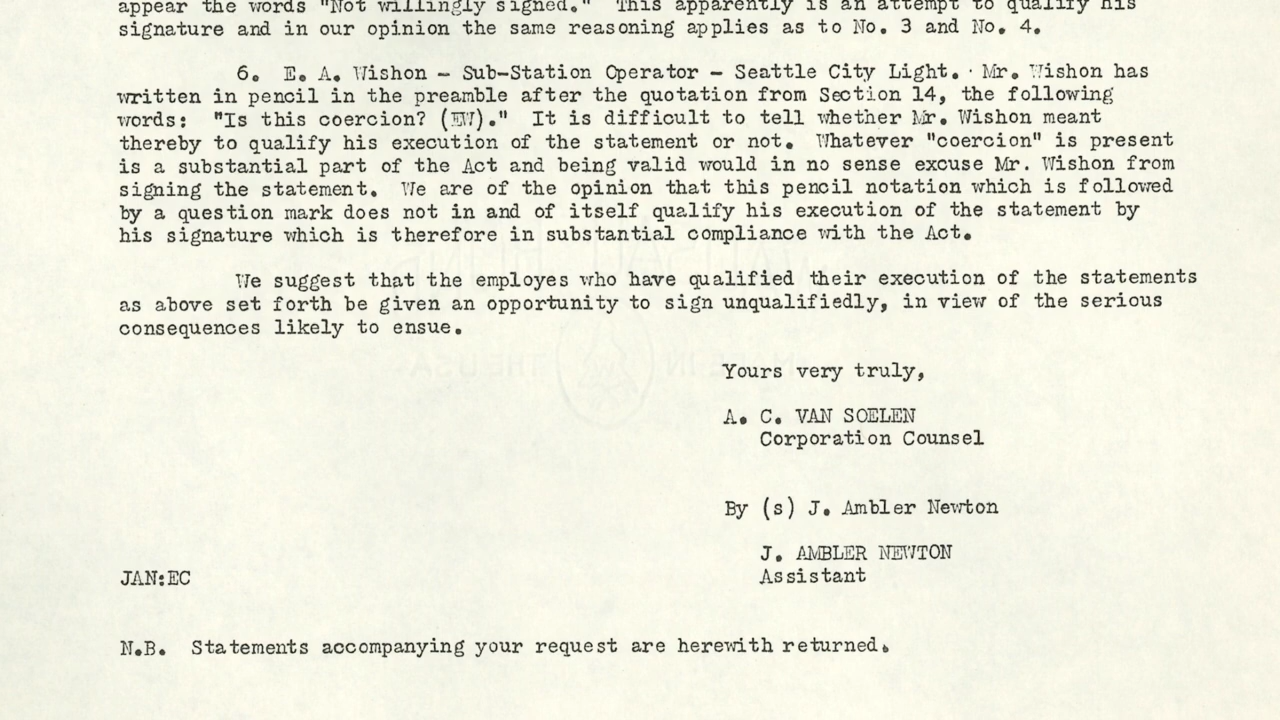 appear the words "Not willingly signed." This apparently is an attempt to qualify his
signature and in our opinion the same reasoning applies as to No. 3 and No. 4.
6. E. A. Wishon - Sub-Station Operator - Seattle City Light. Mr. Wishon has
written in pencil in the preamble after the quotation from Section 14, the following
words: "Is this coercion? (EW)." It is difficult to tell whether Mr. Wishon meant
thereby to qualify his execution of the statement or not. Whatever "coercion" is present
is a substantial part of the Act and being valid would in no sense excuse Mr. Wishon from
signing the statement. We are of the opinion that this pencil notation which is followed
by a question mark does not in and of itself qualify his execution of the statement by
his signature which is therefore in substantial compliance with the Act.
We suggest that the employes who have qualified their execution of the statements
as above set forth be given an opportunity to sign unqualifiedly, in view of the serious
consequences likely to ensue.
Yours very truly,
A. C. VAN SOELEN
Corporation Counsel
By (s) J. Ambler Newton
J. AMBLER NEWTON
Assistant
JAN:EC
N.B. Statements accompanying your request are herewith returned.